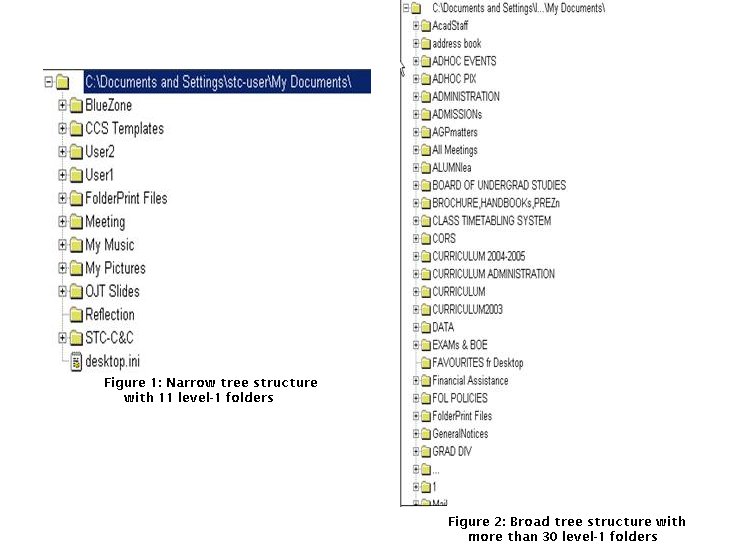 C:\Documents and Settings\stc-user\My Documents\
BlueZone
CCS Templates
User2
User1
FolderPrint Files
Meeting
My Music
My Pictures
OJT Slides
Reflection
STC-C&C
desktop.ini
Figure 1: Narrow tree structure
with 11 level-1 folders
C:\Documents and Settings\l...\My Documents\
AcadStaff
address book
ADHOC EVENTS
ADHOC PIX
ADMINISTRATION
ADMISSIONs
AGPmatters
All Meetings
ALUMNIea
BOARD OF UNDERGRAD STUDIES
BROCHURE,HANDBOOKs,PREZn
CLASS TIMETABLING SYSTEM
CORS
CURRICULUM 2004-2005
CURRICULUM ADMINISTRATION
CURRICULUM
CURRICULUM2003
DATA
EXAMs & BOE
FAVOURITES fr Desktop
Financial Assistance
FOL POLICIES
FolderPrint Files
GeneralNotices
GRAD DIV
...
1
Mail
Figure 2: Broad tree structure with
more than 30 level-1 folders